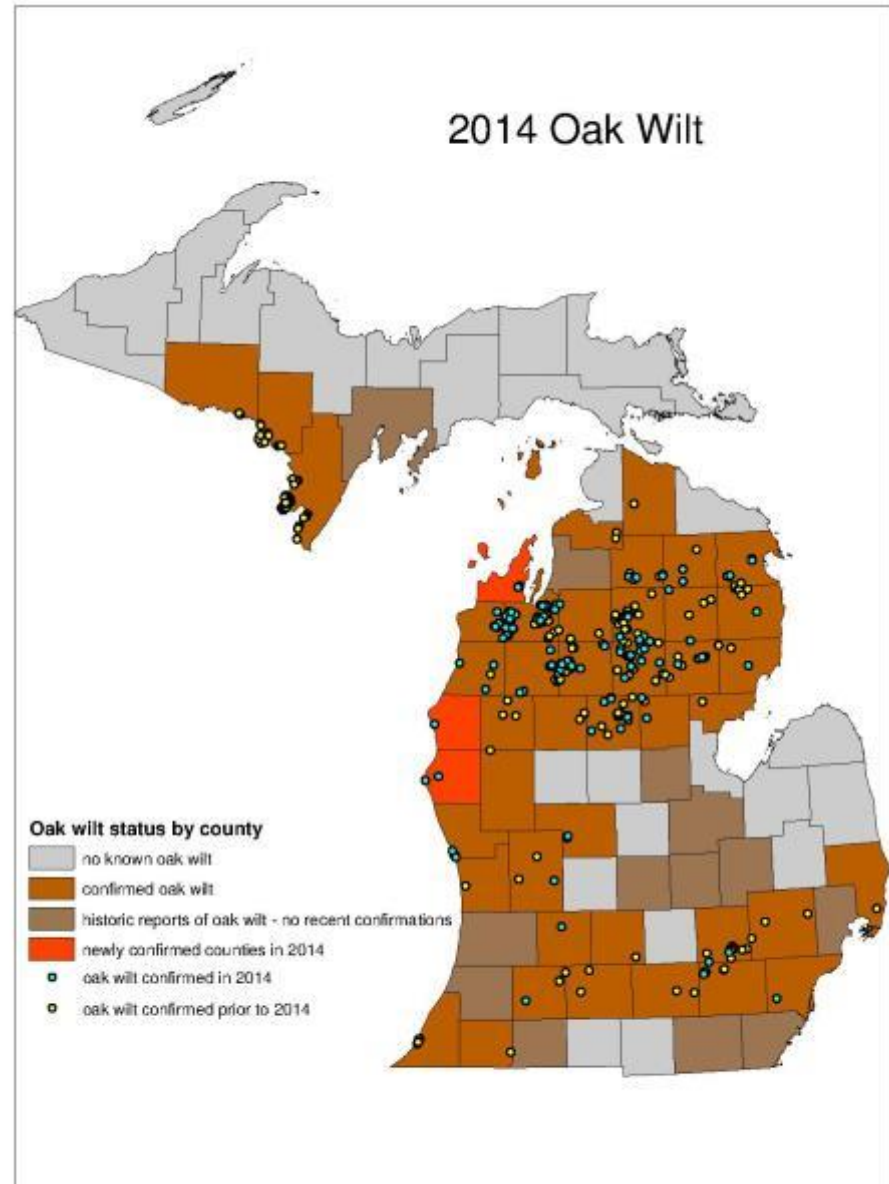 2014 Oak Wilt
Oak wilt status by county
no known oak wilt
confirmed oak wilt
historic reports of oak wilt - no recent confirmations
newly confirmed counties in 2014
oak wilt confirmed in 2014
oak wilt confirmed prior to 2014